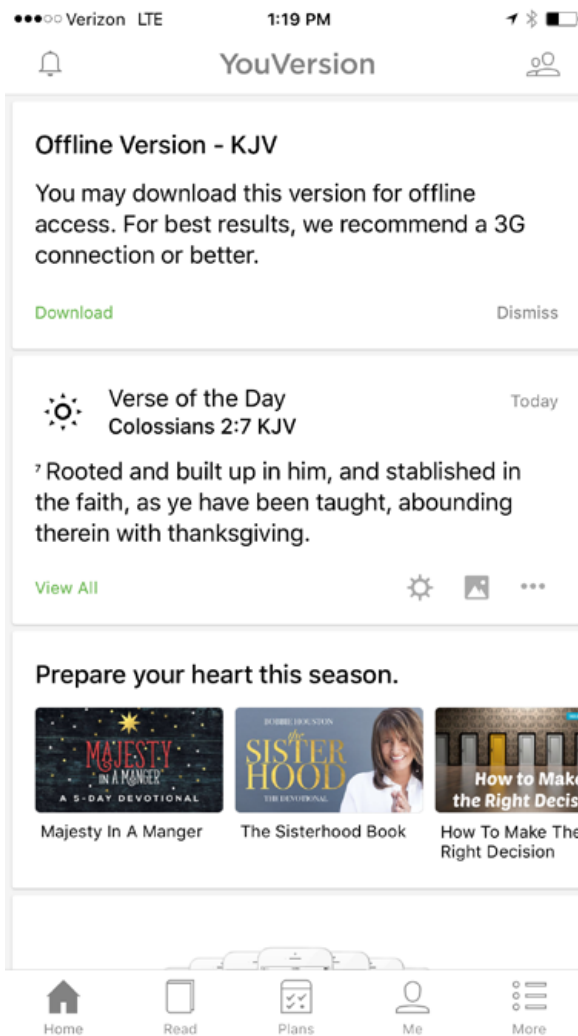 Verizon LTE 1:19 PM
YouVersion
Offline Version - KJV
You may download this version for offline
access. For best results, we recommend a 3G
connection or better.
Download Dismiss
Verse of the Day Today
Colossians 2:7 KJV
7 Rooted and built up in him, and stablished in
the faith, as ye have been taught, abounding
therein with thanksgiving.
View All
Prepare your heart this season.
MAJESTY
IN A MANGER
A 5-DAY DEVOTIONAL
BOBBIE HOUSTON
the
SISTER
HOOD
THE DEVOTIONAL
How to Make
the Right Decis
Majesty In A Manger
The Sisterhood Book
How To Make The
Right Decision
Home Read Plans Me More